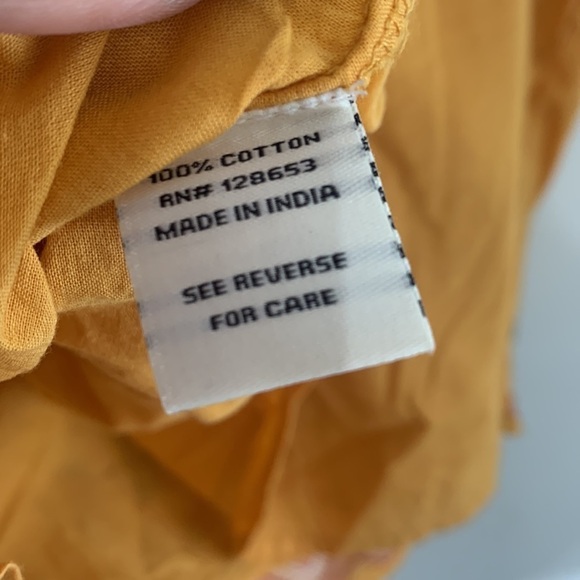 100% COTTON
RN# 128653
MADE IN INDIA
SEE REVERSE
FOR CARE